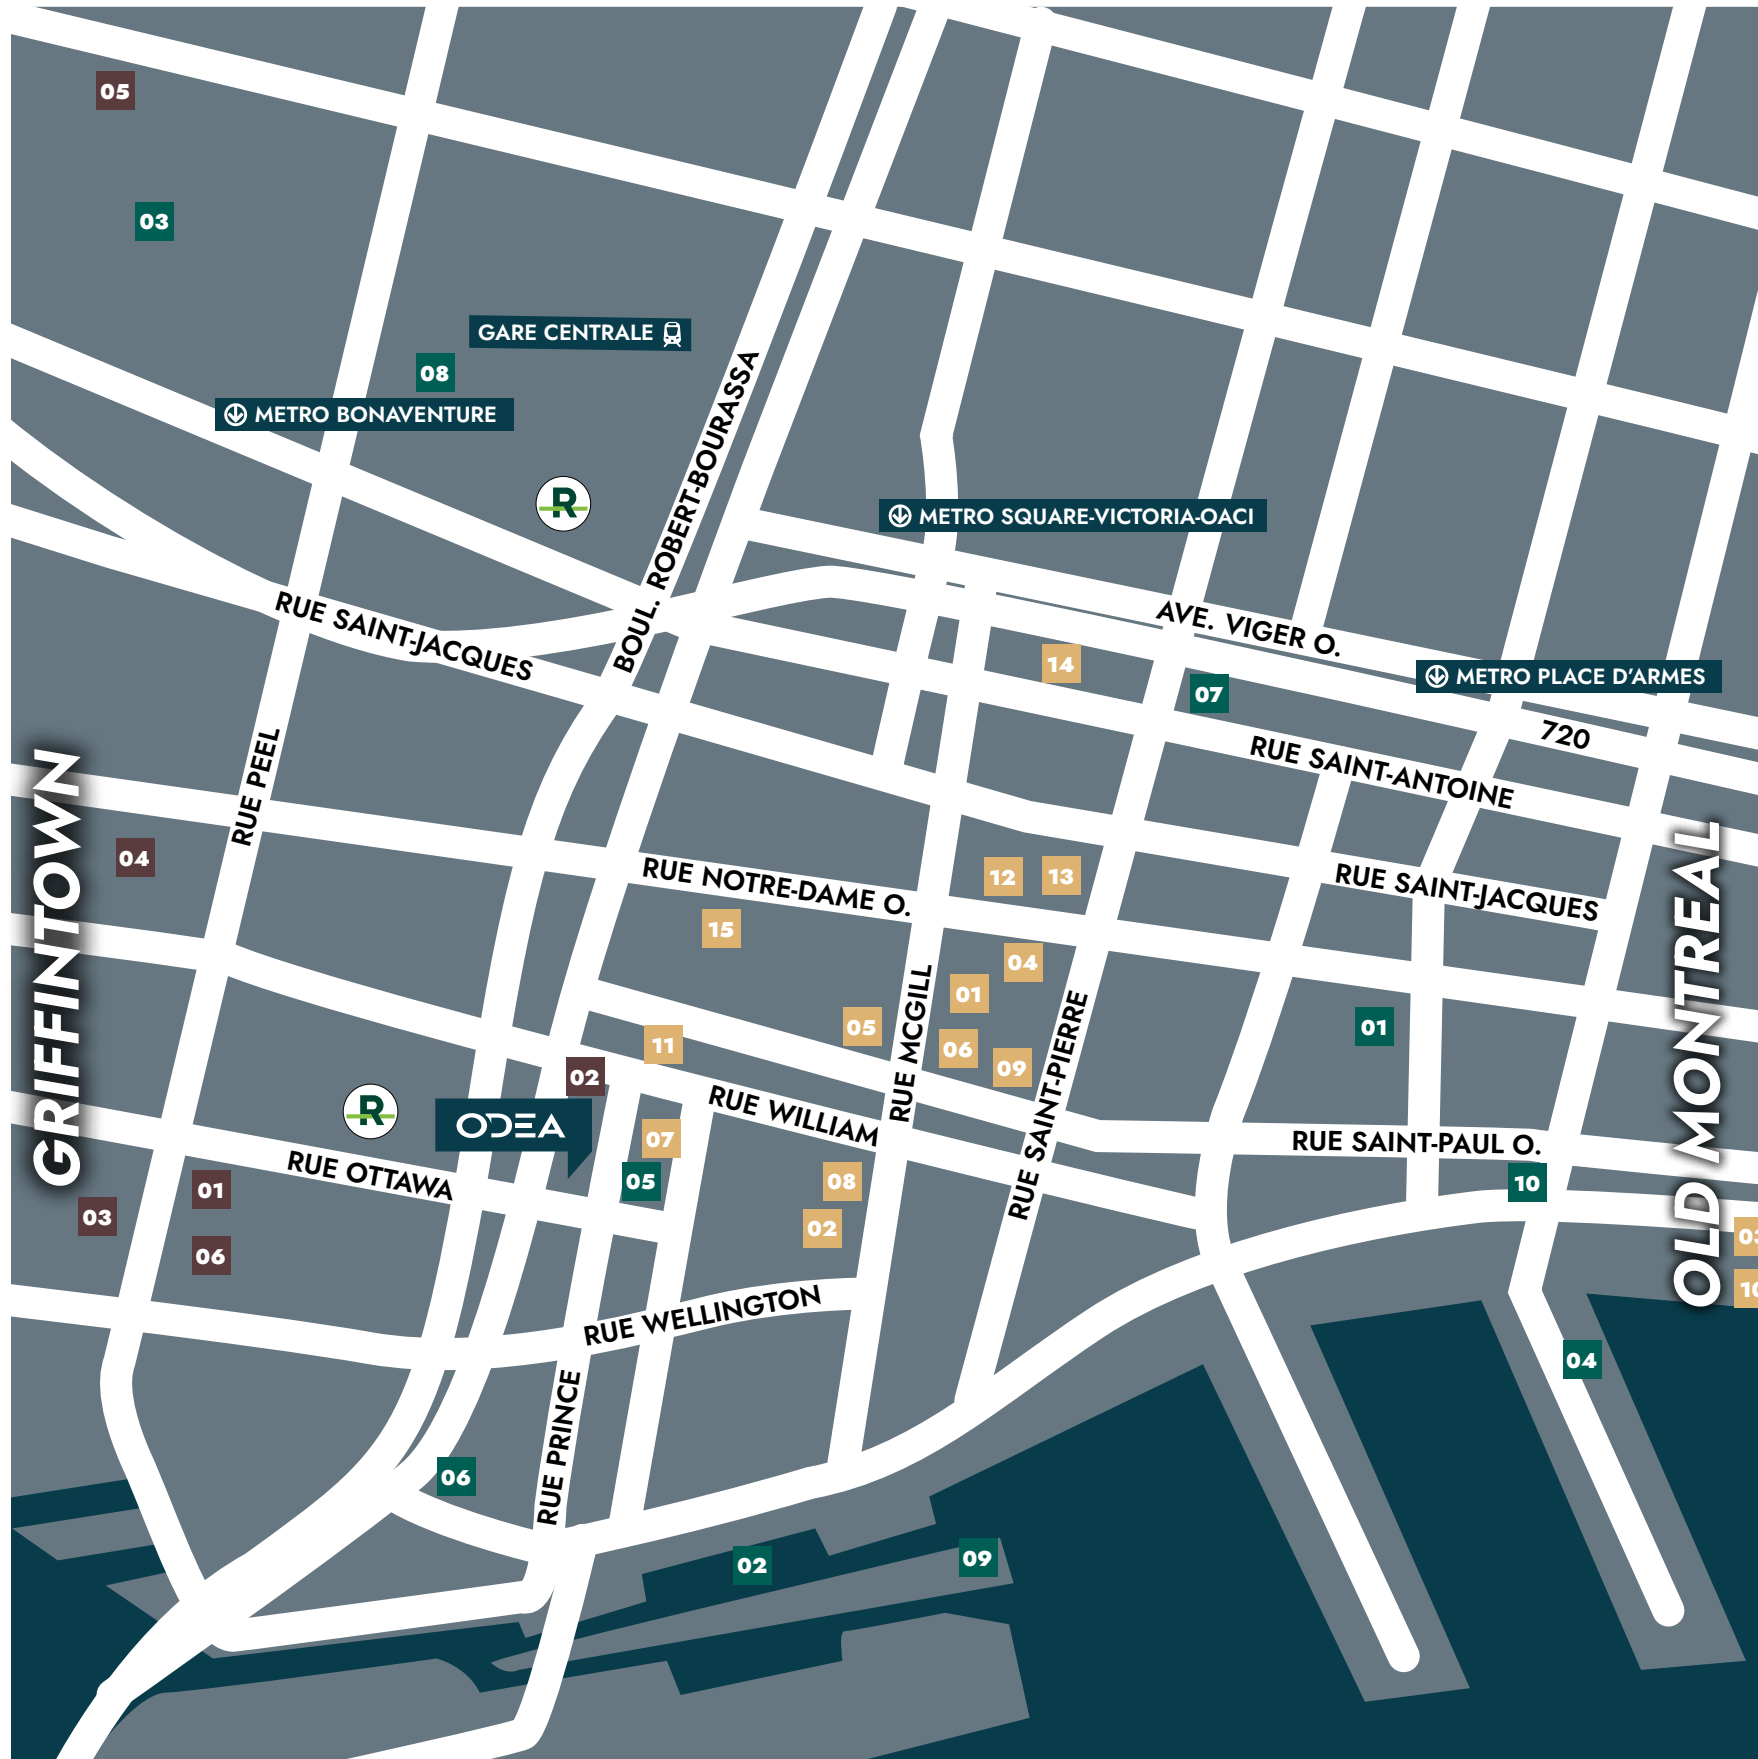 05
03
GARE CENTRALE
08
METRO BONAVENTURE
R
BOUL. ROBERT-BOURASSA
METRO SQUARE-VICTORIA-OACI
RUE SAINT-JACQUES
AVE. VIGER O.
14
07
METRO PLACE D'ARMES
720
RUE SAINT-ANTOINE
RUE PEEL
GRIFFINTOWN
04
RUE NOTRE-DAME O.
12
13
RUE SAINT-JACQUES
OLD MONTREAL
15
04
01
05
RUE MCGILL
06
09
RUE SAINT-PIERRE
01
11
02
R
ODEA
RUE WILLIAM
07
05
08
02
RUE SAINT-PAUL O.
10
RUE OTTAWA
01
03
06
03
10
RUE WELLINGTON
04
RUE PRINCE
06
02
09